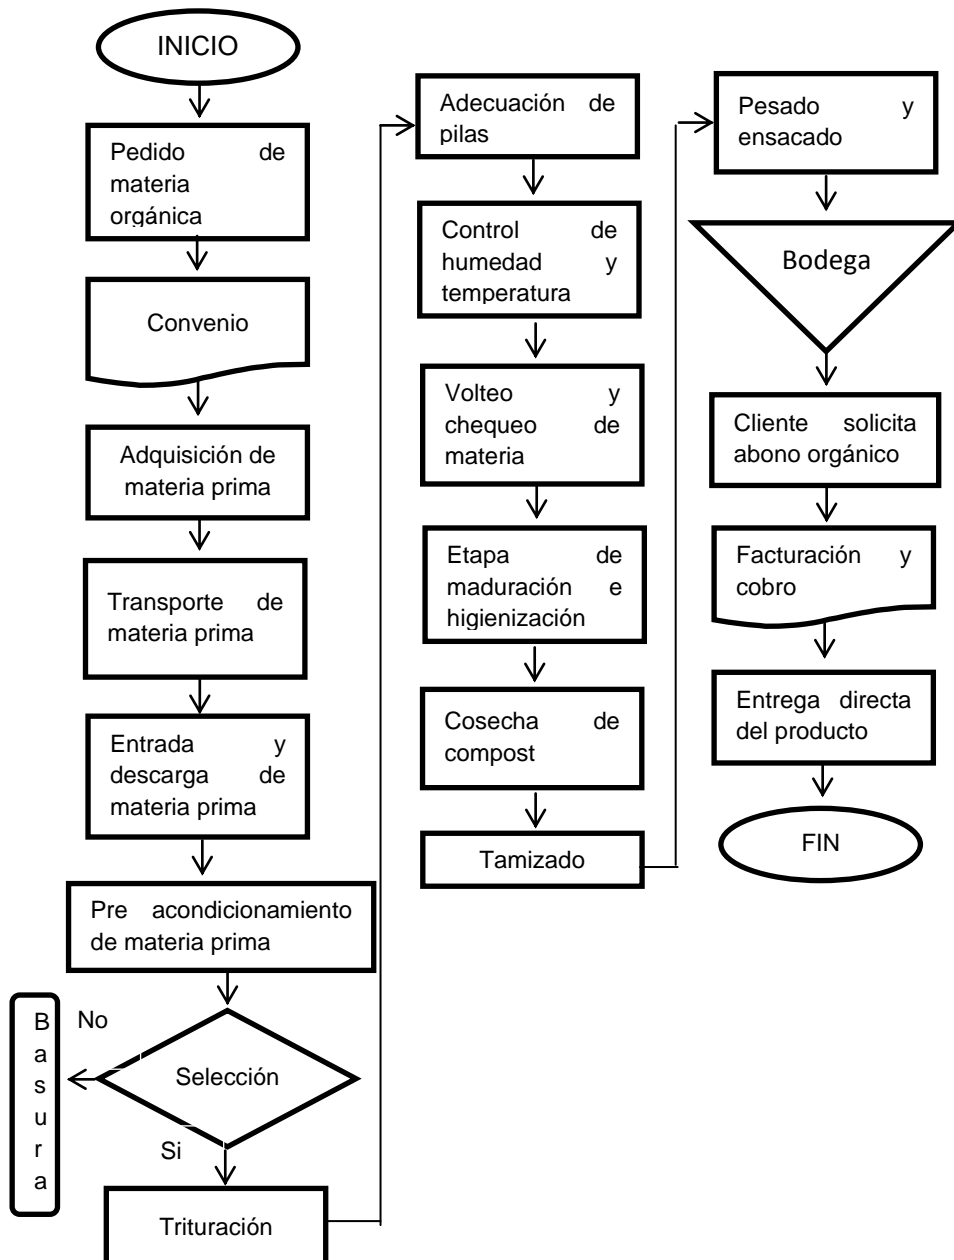 INICIO
Pedido de
materia
orgánica
Convenio
Adquisición de
materia prima
Transporte de
materia prima
Entrada y
descarga de
materia prima
Pre acondicionamiento
de materia prima
Selección
No
B
a
s
u
r
a
Si
Trituración
Adecuación de
pilas
Control de
humedad y
temperatura
Volteo y
chequeo de
materia
Etapa de
maduración e
higienización
Cosecha de
compost
Tamizado
Pesado y
ensacado
Bodega
Cliente solicita
abono orgánico
Facturación y
cobro
Entrega directa
del producto
FIN